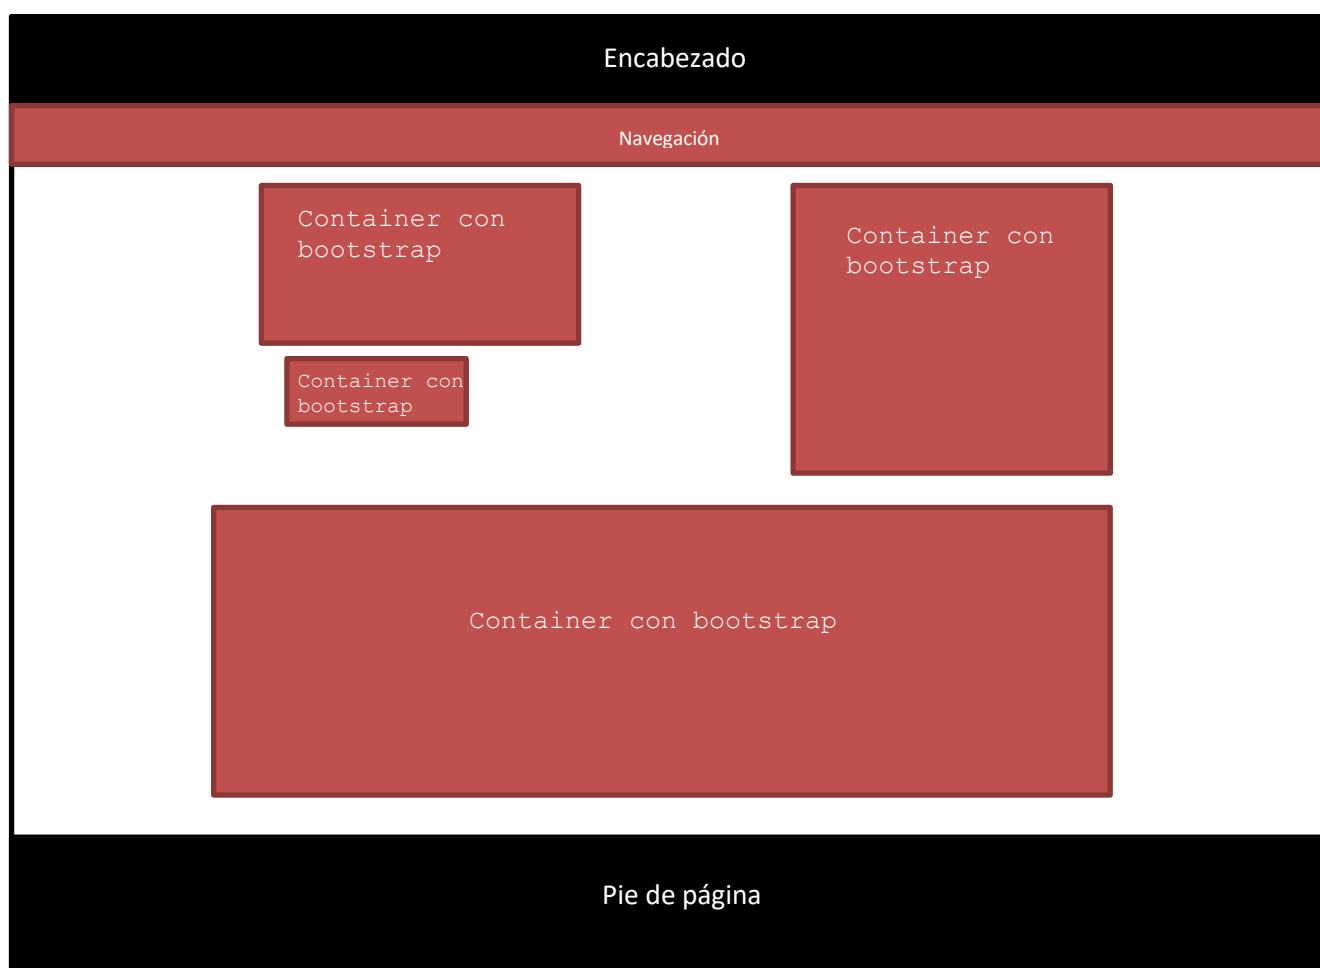 Encabezado
Navegación
Container con
bootstrap
Container con
bootstrap
Container con
bootstrap
Container con bootstrap
Pie de página